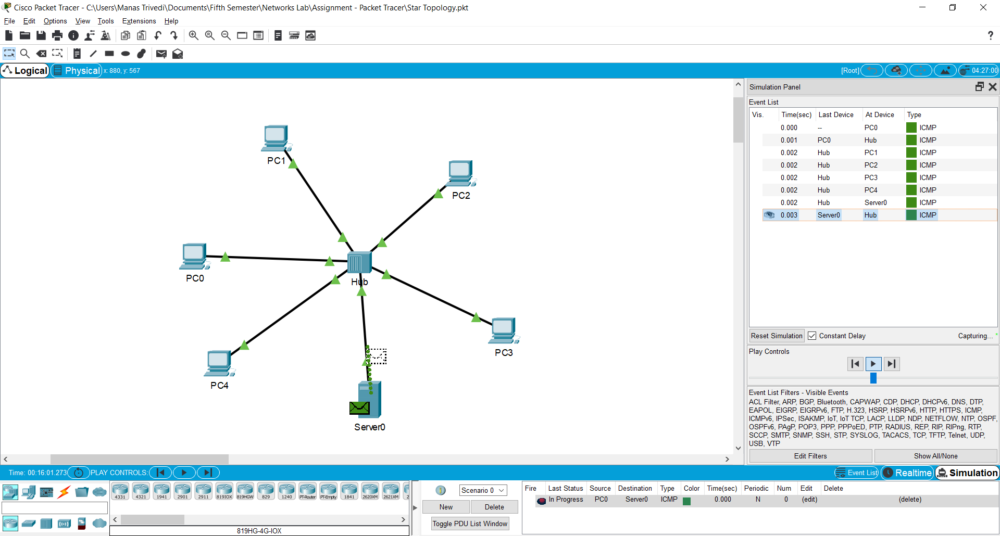 Cisco Packet Tracer - C:\Users\Manas Trivedi\Documents\Fifth Semester\Networks Lab\Assignment - Packet Tracer\Star Topology.pkt
File Edit Options View Tools Extensions Help
?
Logical Physical x: 880, y: 567 [Root] 04:27:00
Simulation Panel
Event List
Vis. Time(sec) Last Device At Device Type
0.000 -- PC0 ICMP
0.001 PC0 Hub ICMP
0.002 Hub PC1 ICMP
0.002 Hub PC2 ICMP
0.002 Hub PC3 ICMP
0.002 Hub PC4 ICMP
0.002 Hub Server0 ICMP
0.003 Server0 Hub ICMP
Reset Simulation Constant Delay Capturing... *
Play Controls
Event List Filters - Visible Events
ACL Filter, ARP, BGP, Bluetooth, CAPWAP, CDP, DHCP, DHCPv6, DNS, DTP,
EAPOL, EIGRP, EIGRPv6, FTP, H.323, HSRP, HSRPv6, HTTP, HTTPS, ICMP,
ICMPv6, IPSec, ISAKMP, IoT, IoT TCP, LACP, LLDP, NDP, NETFLOW, NTP, OSPF,
OSPFv6, PAgP, POP3, PPP, PPPoED, PTP, RADIUS, REP, RIP, RIPng, RTP,
SCCP, SMTP, SNMP, SSH, STP, SYSLOG, TACACS, TCP, TFTP, Telnet, UDP,
USB, VTP
Edit Filters Show All/None
PC1
PC2
PC0
Hub
PC3
PC4
Server0
Time: 00:16:01.273 PLAY CONTROLS: Event List Realtime Simulation
4331 4321 1941 2901 2911 819IOX 819HGW 829 1240 PT-Router PT-Empty 1841 2620XM 2621XM 2
819HG-4G-IOX
Scenario 0
New Delete
Toggle PDU List Window
Fire Last Status Source Destination Type Color Time(sec) Periodic Num Edit Delete
In Progress PC0 Server0 ICMP 0.000 N 0 (edit) (delete)